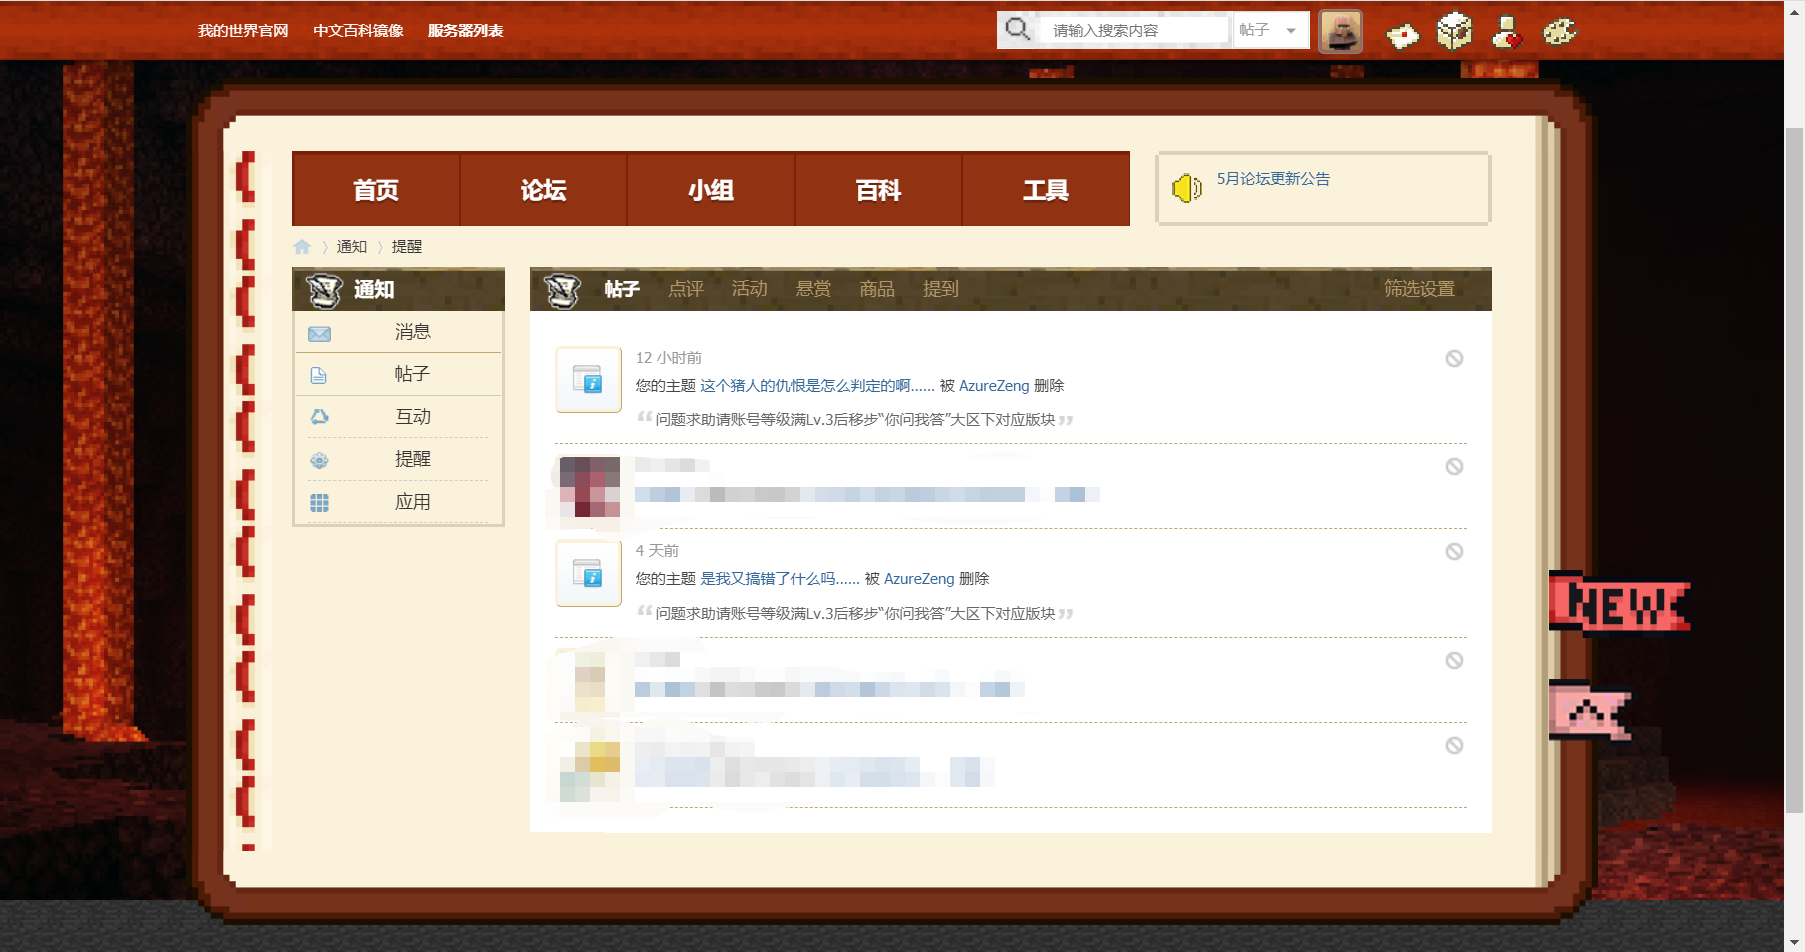 我的世界官网 中文百科镜像 服务器列表
请输入搜索内容 帖子
首页 论坛 小组 百科 工具
5月论坛更新公告
通知 提醒
通知
消息
帖子
互动
提醒
应用
帖子 点评 活动 悬赏 商品 提到 筛选设置
12 小时前
您的主题 这个猪人的仇恨是怎么判定的啊...... 被 AzureZeng 删除
“问题求助请账号等级满Lv.3后移步“你问我答”大区下对应版块”
4 天前
您的主题 是我又搞错了什么吗...... 被 AzureZeng 删除
“问题求助请账号等级满Lv.3后移步“你问我答”大区下对应版块”
NEW